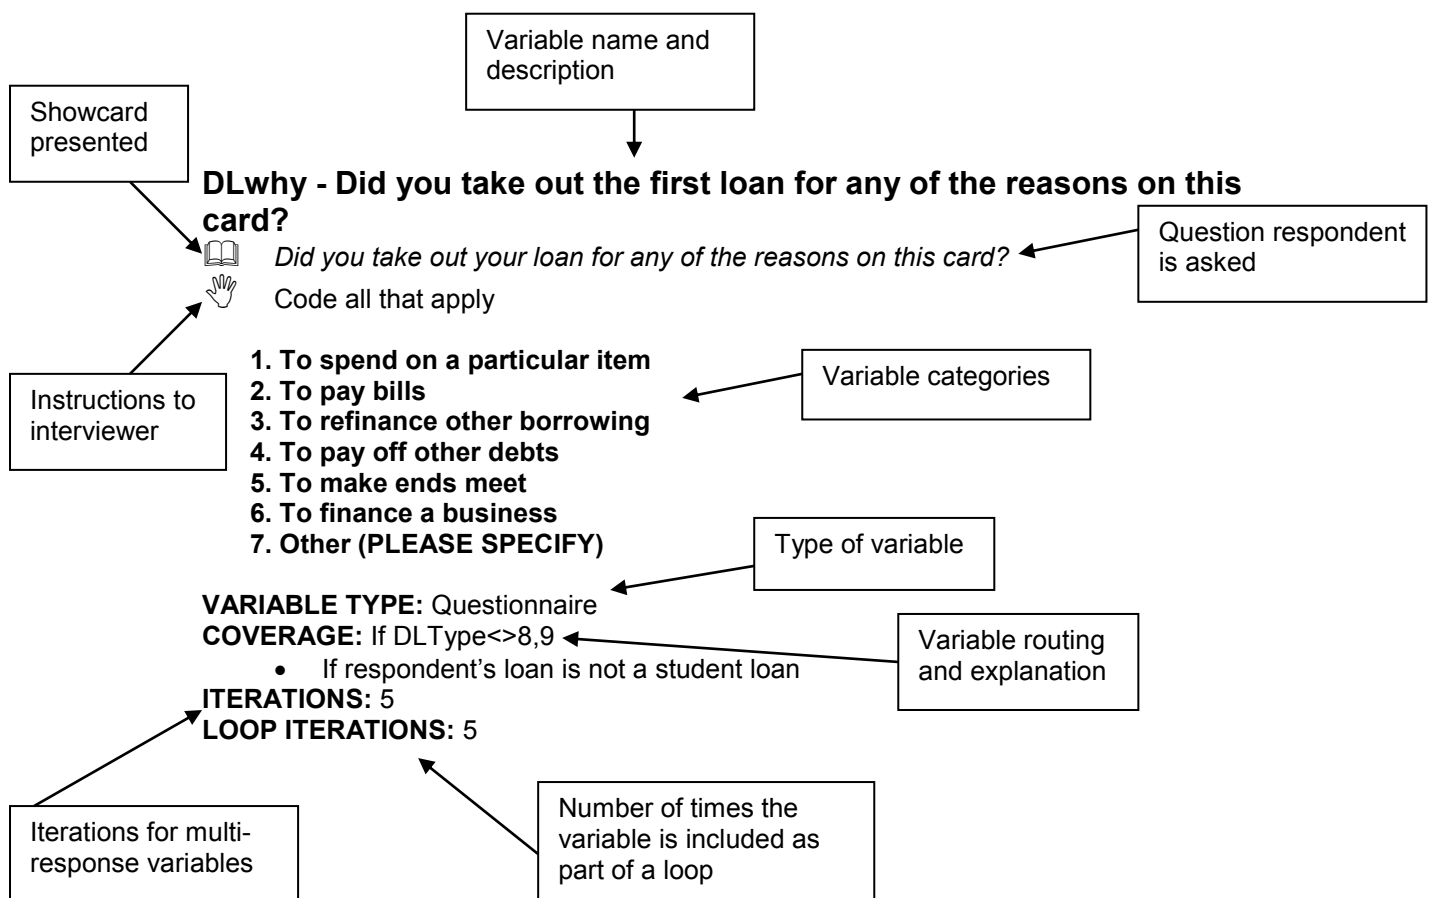 Variable name and
description
Showcard
presented
DLwhy - Did you take out the first loan for any of the reasons on this
card?
Question respondent
is asked
Did you take out your loan for any of the reasons on this card?
Code all that apply
Instructions to
interviewer
1. To spend on a particular item
2. To pay bills
3. To refinance other borrowing
4. To pay off other debts
5. To make ends meet
6. To finance a business
7. Other (PLEASE SPECIFY)
Variable categories
Type of variable
VARIABLE TYPE: Questionnaire
COVERAGE: If DLType<>8,9
• If respondent’s loan is not a student loan
ITERATIONS: 5
LOOP ITERATIONS: 5
Variable routing
and explanation
Iterations for multi-
response variables
Number of times the
variable is included as
part of a loop